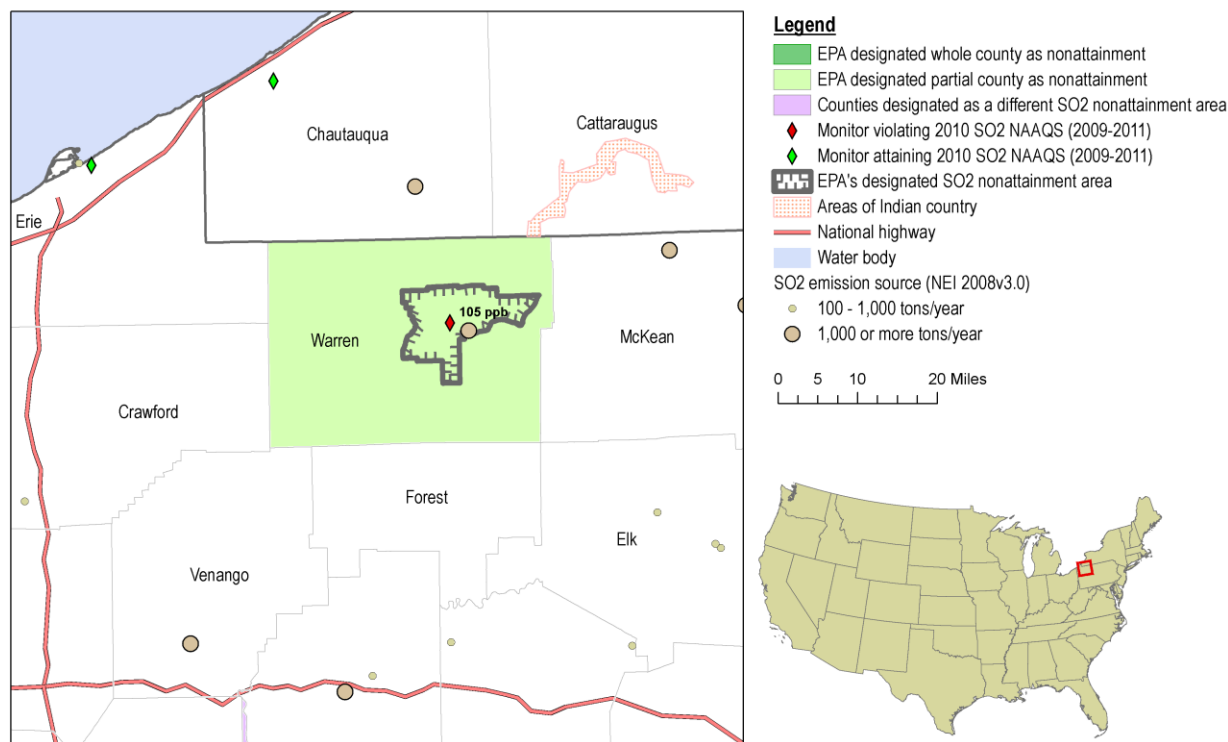 Chautauqua
Cattaraugus
Erie
105 ppb
Warren
McKean
Crawford
Forest
Elk
Venango
Legend
EPA designated whole county as nonattainment
EPA designated partial county as nonattainment
Counties designated as a different SO2 nonattainment area
Monitor violating 2010 SO2 NAAQS (2009-2011)
Monitor attaining 2010 SO2 NAAQS (2009-2011)
EPA's designated SO2 nonattainment area
Areas of Indian country
National highway
Water body
SO2 emission source (NEI 2008v3.0)
100 - 1,000 tons/year
1,000 or more tons/year
0 5 10 20 Miles